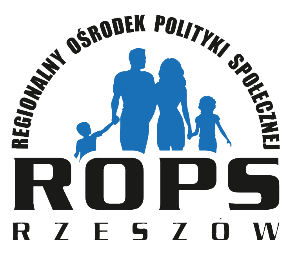 REGIONALNY OŚRODEK POLITYKI SPOŁECZNEJ
ROPS
RZESZÓW